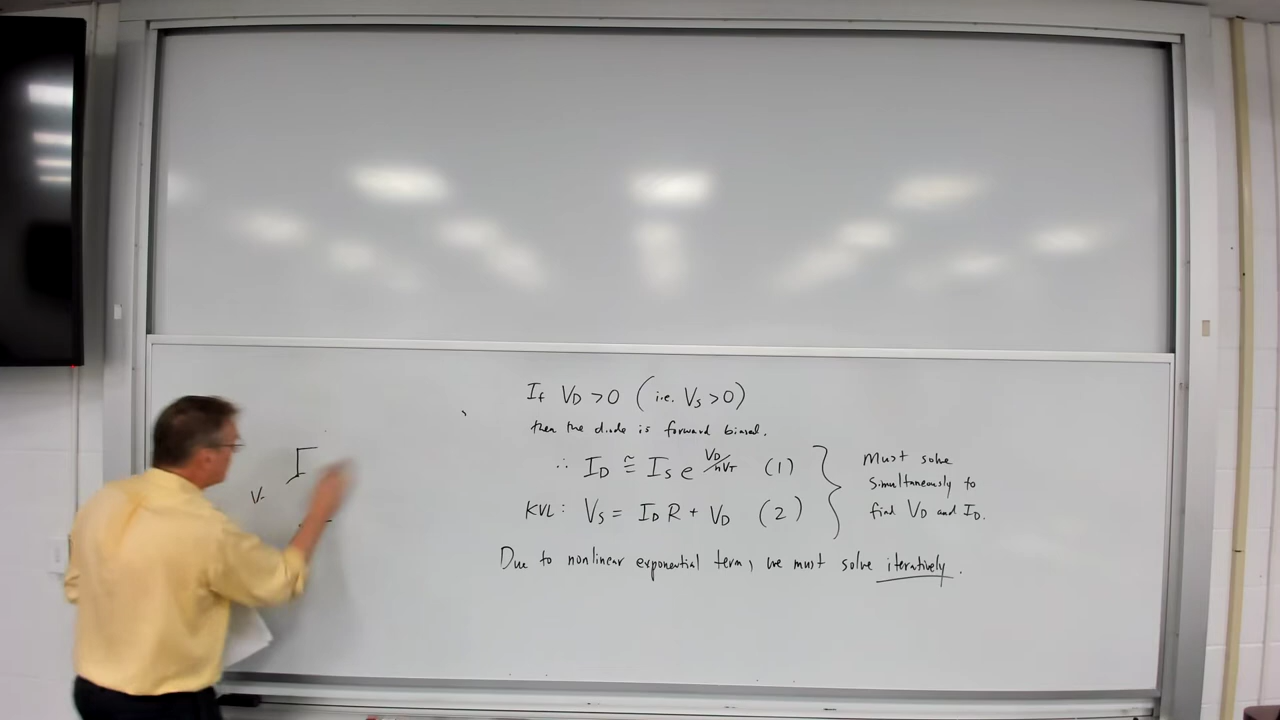 If V_D > 0 (i.e. V_S > 0)
then the diode is forward biased.
∴ I_D ≅ I_S e^{V_D/nV_T} (1)
KVL: V_S = I_D R + V_D (2)
Must solve
simultaneously to
find V_D and I_D.
Due to nonlinear exponential term, we must solve iteratively.